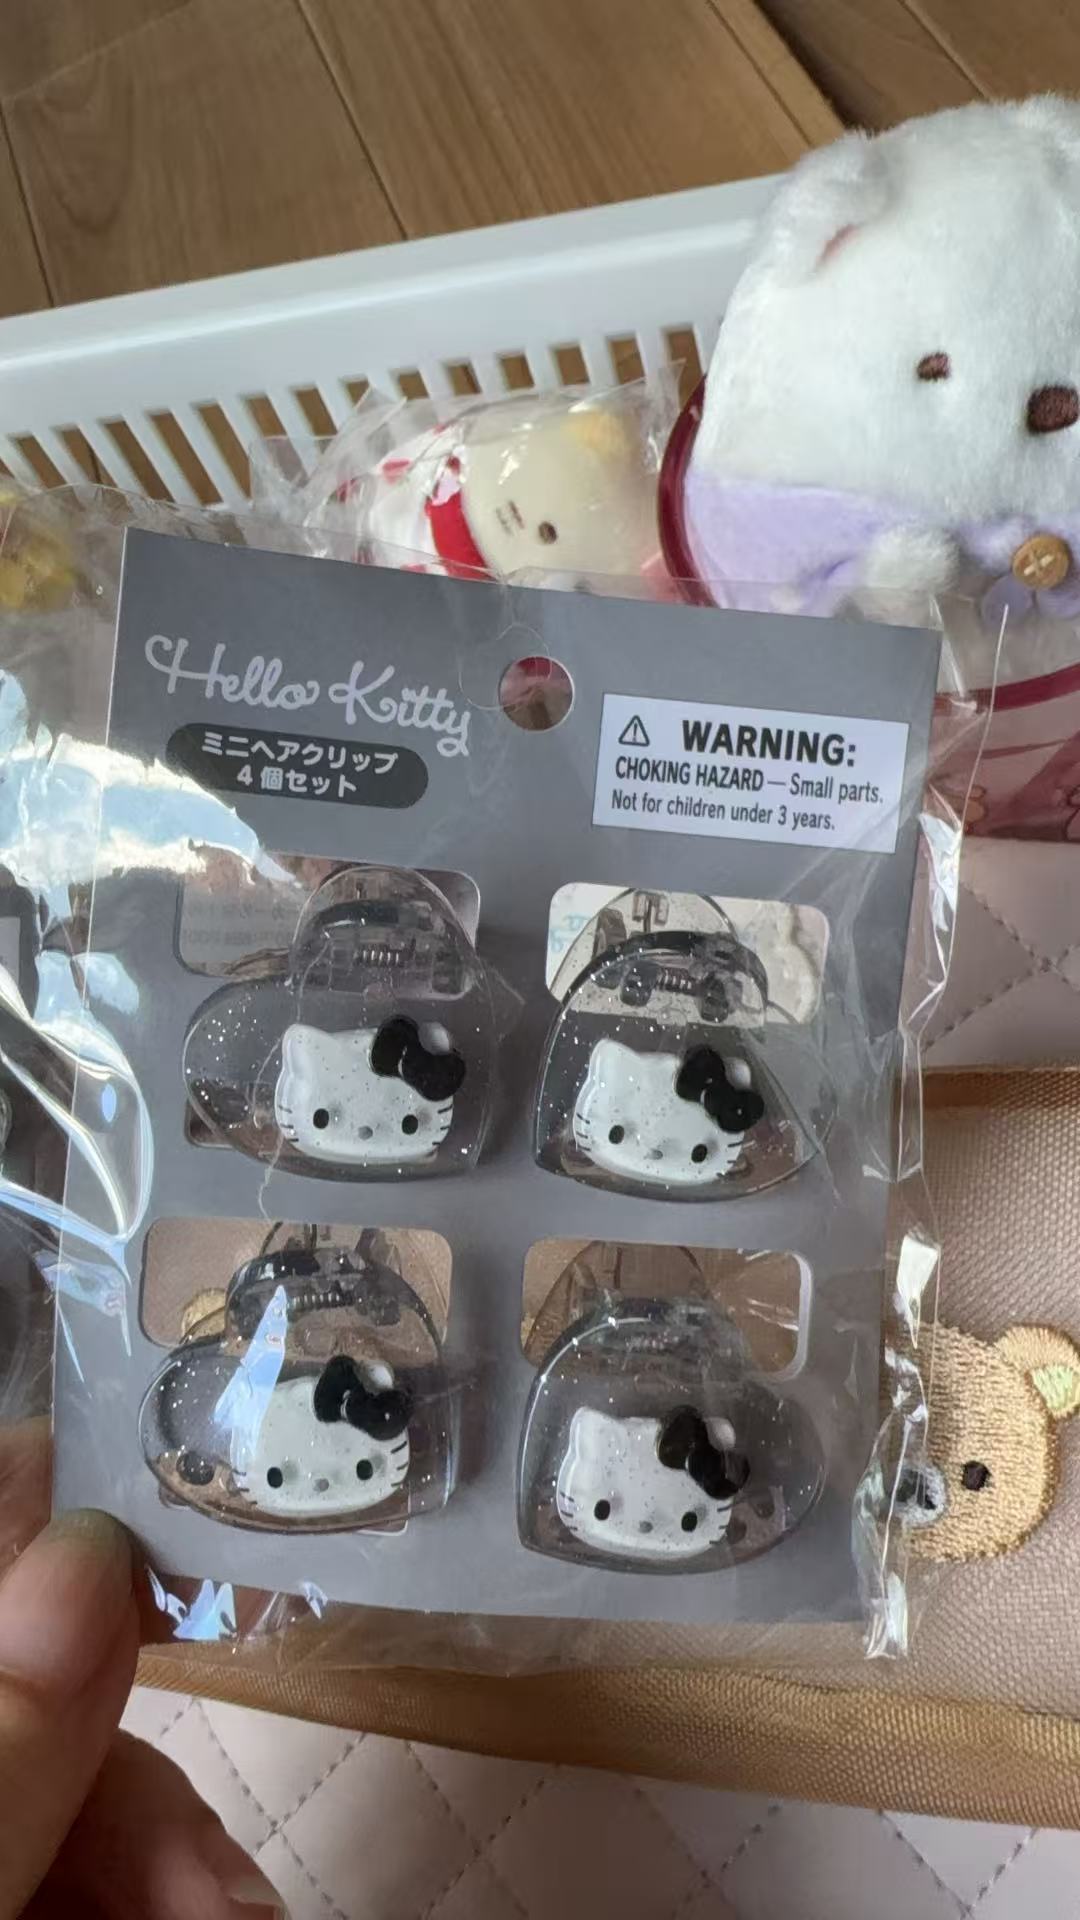 Hello Kitty
ミニヘアクリップ
4個セット
WARNING:
CHOKING HAZARD — Small parts.
Not for children under 3 years.